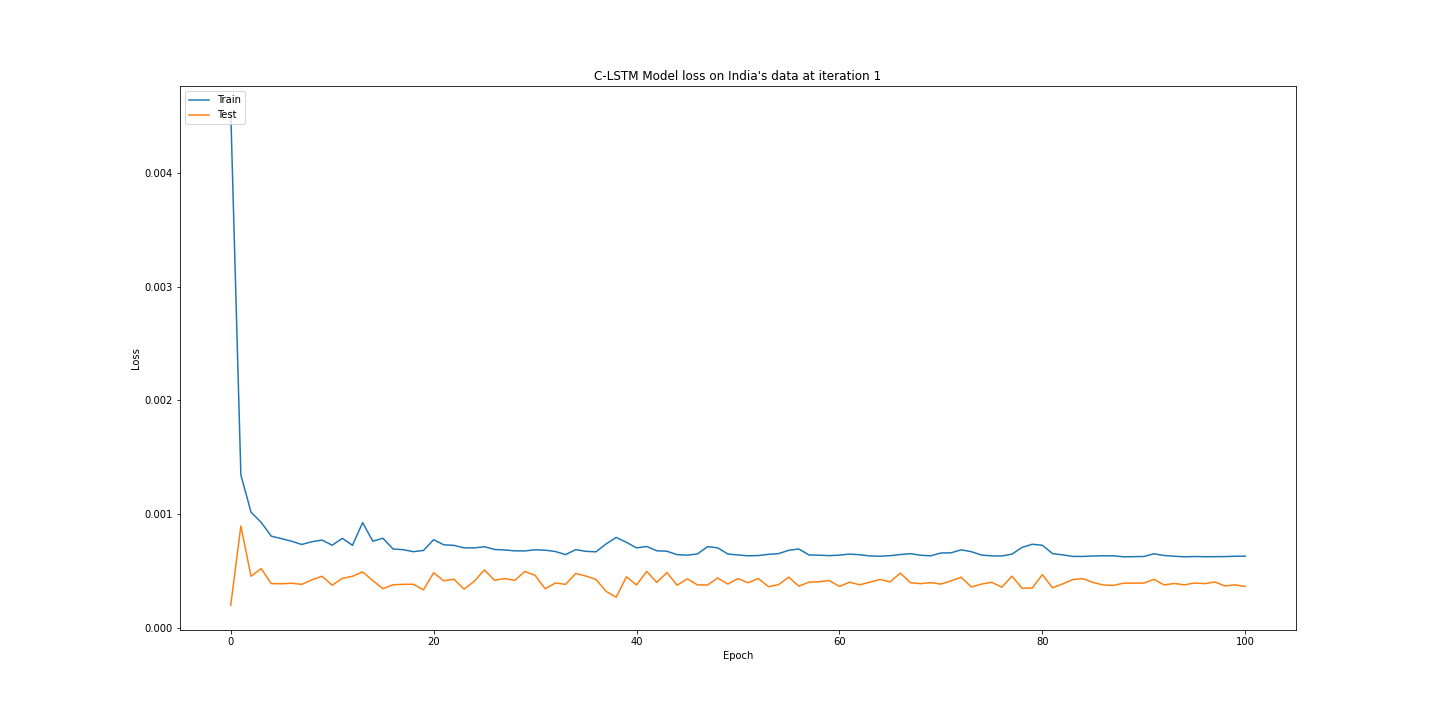 C-LSTM Model loss on India's data at iteration 1
Train
Test
0.004
0.003
0.002
0.001
0.000
Loss
0 20 40 60 80 100
Epoch